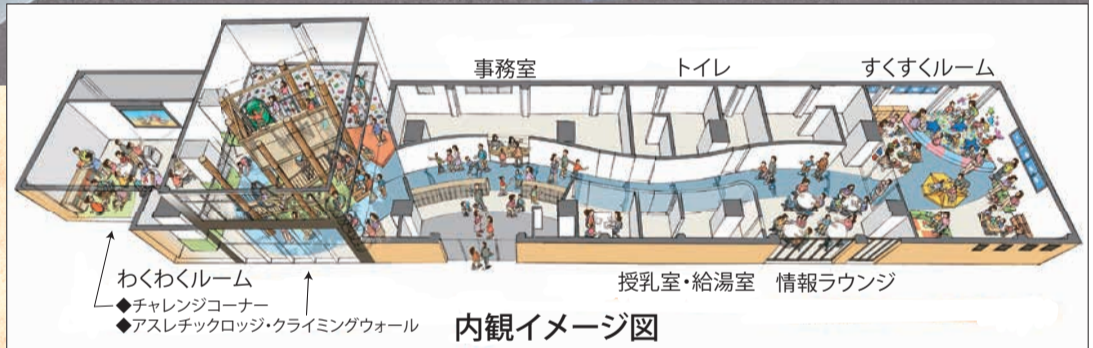 事務室
トイレ
すくすくルーム
わくわくルーム
◆チャレンジコーナー
◆アスレチックロッジ・クライミングウォール
授乳室・給湯室
情報ラウンジ
内観イメージ図